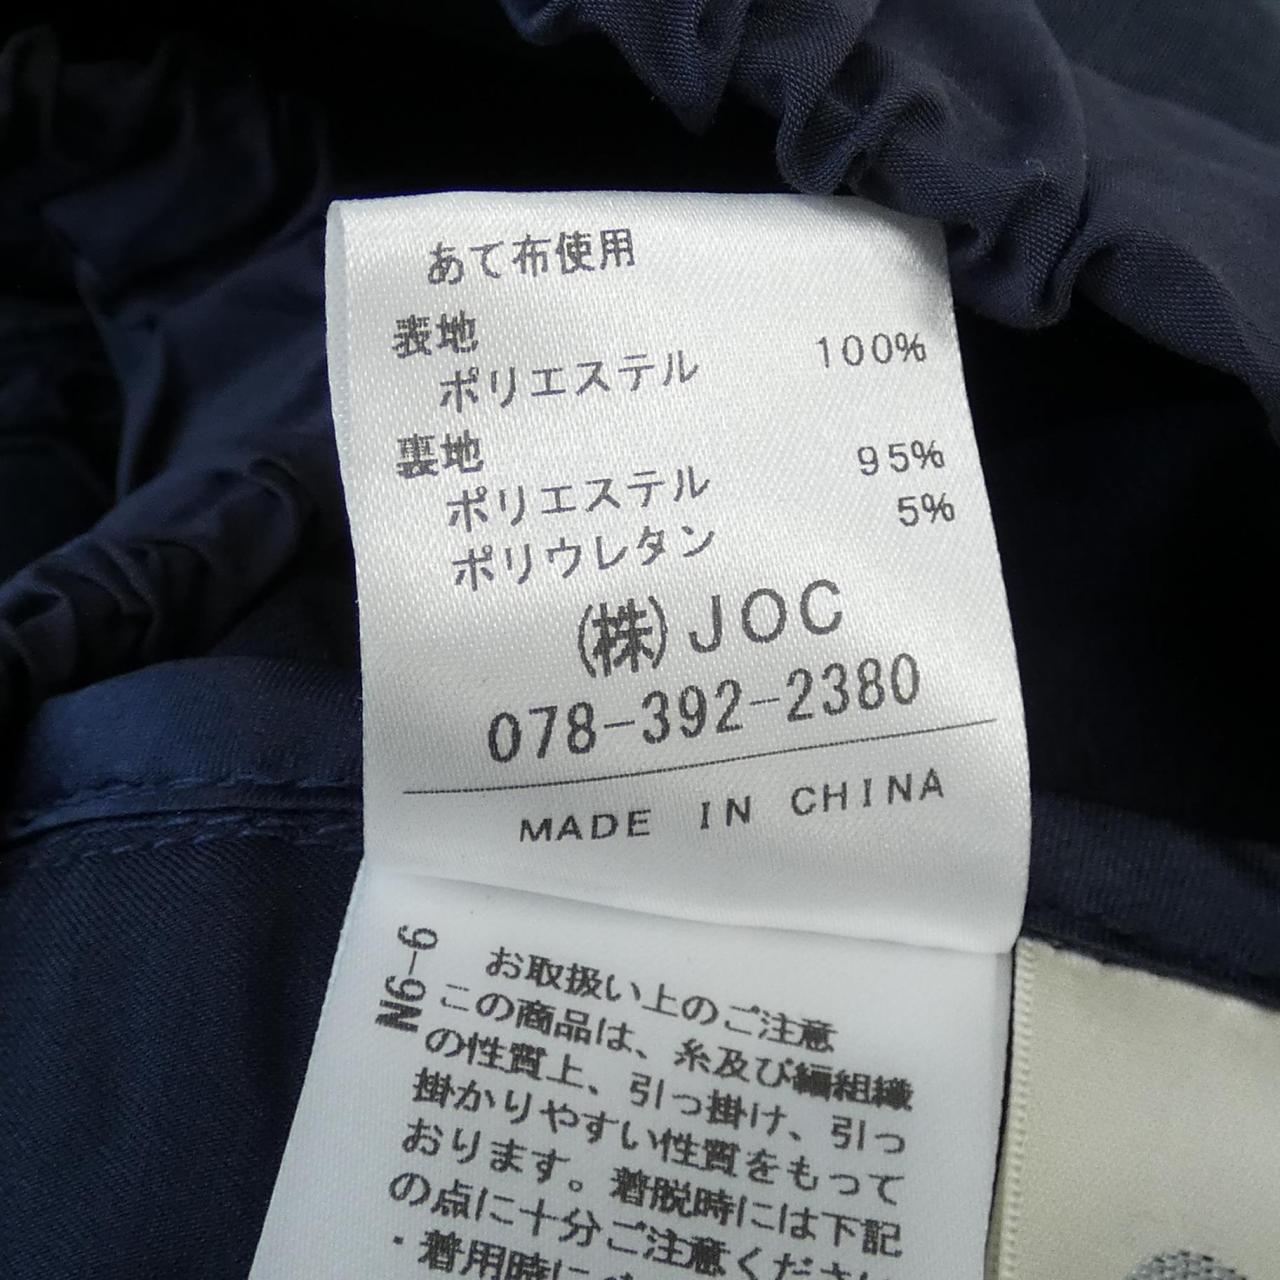 あて布使用
表地
ポリエステル 100%
裏地
ポリエステル 95%
ポリウレタン 5%
(株)JOC
078-392-2380
MADE IN CHINA
N6-6
お取扱い上のご注意
この商品は、糸及び編組織
の性質上、引っ掛け、引っ
掛かりやすい性質をもって
おります。着脱時には下記
の点に十分ご注意くださ
・着用時に